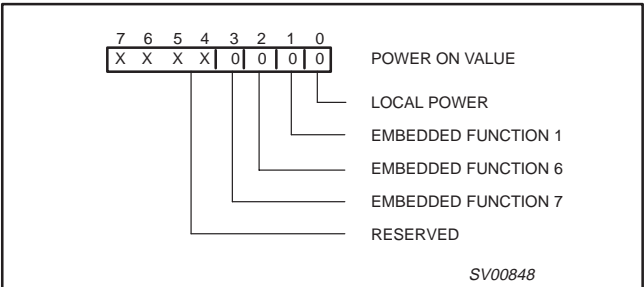 7 6 5 4 3 2 1 0
X X X X 0 0 0 0 POWER ON VALUE
LOCAL POWER
EMBEDDED FUNCTION 1
EMBEDDED FUNCTION 6
EMBEDDED FUNCTION 7
RESERVED
SV00848